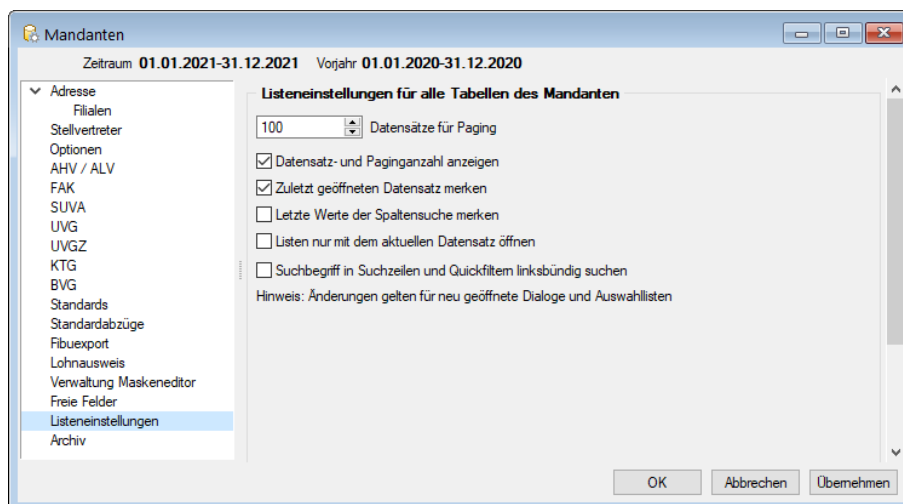 Mandanten
Zeitraum 01.01.2021-31.12.2021 Vorjahr 01.01.2020-31.12.2020
Adresse
Filialen
Stellvertreter
Optionen
AHV / ALV
FAK
SUVA
UVG
UVGZ
KTG
BVG
Standards
Standardabzüge
Fibuexport
Lohnausweis
Verwaltung Maskeneditor
Freie Felder
Listeneinstellungen
Archiv
Listeneinstellungen für alle Tabellen des Mandanten
100 Datensätze für Paging
Datensatz- und Paginganzahl anzeigen
Zuletzt geöffneten Datensatz merken
Letzte Werte der Spaltensuche merken
Listen nur mit dem aktuellen Datensatz öffnen
Suchbegriff in Suchzeilen und Quickfiltern linksbündig suchen
Hinweis: Änderungen gelten für neu geöffnete Dialoge und Auswahllisten
OK Abbrechen Übernehmen